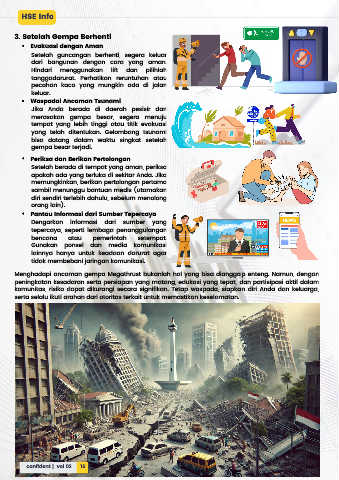 HSE Info
3. Setelah Gempa Berhenti
• Evakuasi dengan Aman
Setelah guncangan berhenti, segera keluar
dari bangunan dengan cara yang aman.
Hindari menggunakan lift dan pilihlah
tanggadarurat. Perhatikan reruntuhan atau
pecahan kaca yang mungkin ada di jalan
keluar.
• Waspadai Ancaman Tsunami
Jika Anda berada di daerah pesisir dan
merasakan gempa besar, segera menuju
tempat yang lebih tinggi atau titik evakuasi
yang telah ditentukan. Gelombang tsunami
bisa datang dalam waktu singkat setelah
gempa besar terjadi.
• Periksa dan Berikan Pertolongan
Setelah berada di tempat yang aman, periksa
apakah ada yang terluka di sekitar Anda. Jika
memungkinkan, berikan pertolongan pertama
sambil menunggu bantuan medis (utamakan
diri sendiri terlebih dahulu, sebelum menolong
orang lain).
• Pantau Informasi dari Sumber Tepercaya
Dengarkan informasi dari sumber yang
tepercaya, seperti lembaga penanggulangan
bencana atau pemerintah setempat.
Gunakan ponsel dan media komunikasi
lainnya hanya untuk keadaan darurat agar
tidak membebani jaringan komunikasi.
Menghadapi ancaman gempa Megathrust bukanlah hal yang bisa dianggap enteng. Namun, dengan
peningkatan kesadaran serta persiapan yang matang, edukasi yang tepat, dan partisipasi aktif dalam
komunitas, risiko dapat dikurangi secara signifikan. Tetap waspada, siapkan diri Anda dan keluarga,
serta selalu ikuti arahan dari otoritas terkait untuk memastikan keselamatan.
confident | vol 02 16